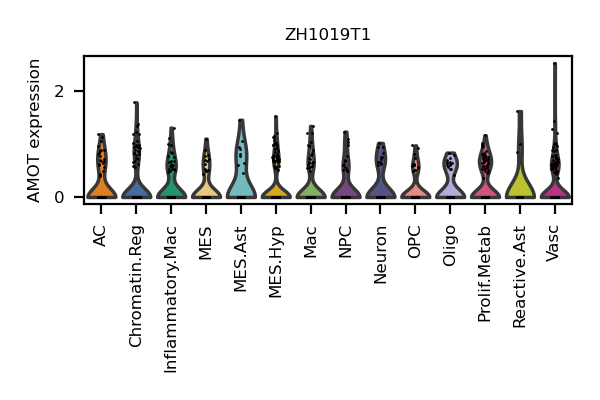 ZH1019T1
AMOT expression
2
0
AC
Chromatin.Reg
Inflammatory.Mac
MES
MES.Ast
MES.Hyp
Mac
NPC
Neuron
OPC
Oligo
Prolif.Metab
Reactive.Ast
Vasc